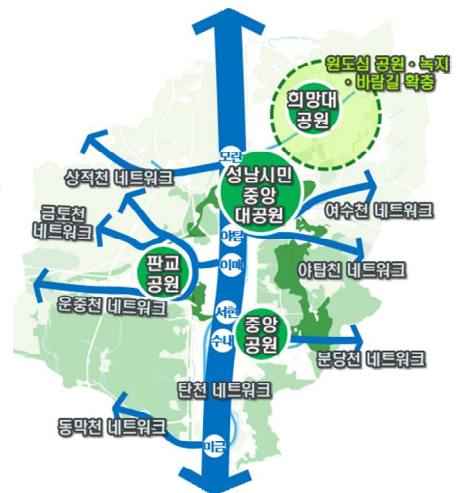 원도심 공원·녹지
·바람길 확충
희망대
공원
모란
상적천 네트워크
성남시민
중앙
대공원
여수천 네트워크
금토천
네트워크
야탑
판교
공원
이매
야탑천 네트워크
운중천 네트워크
서현
중앙
공원
수내
분당천 네트워크
탄천 네트워크
동막천 네트워크
미금